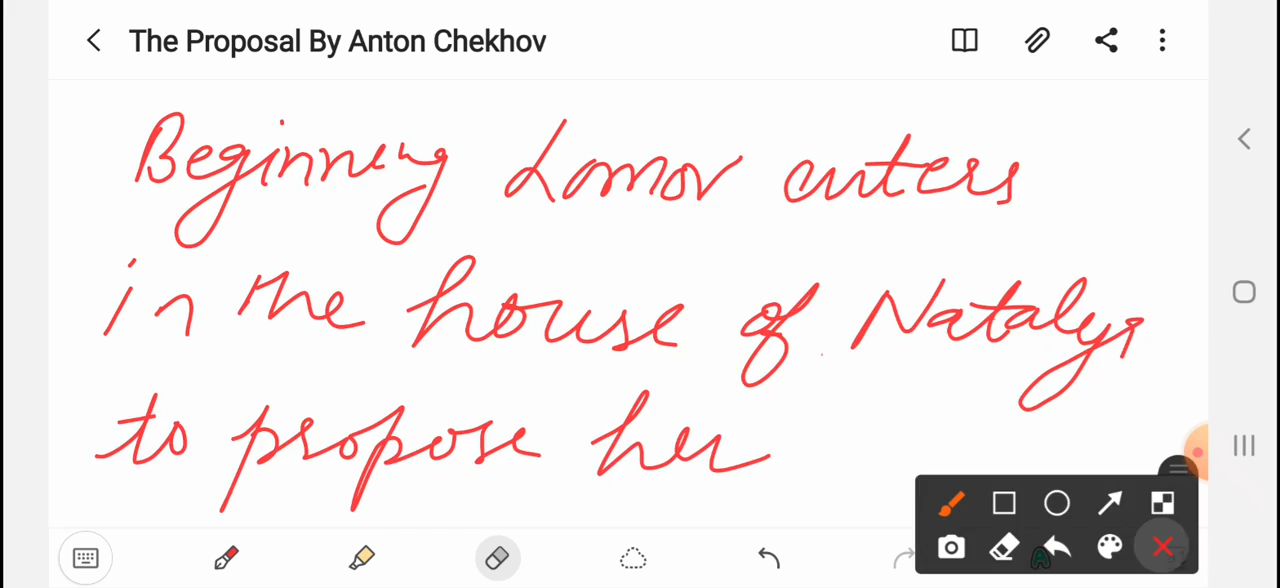 The Proposal By Anton Chekhov
Beginning Lomov enters
in the house of Natalya
to propose her